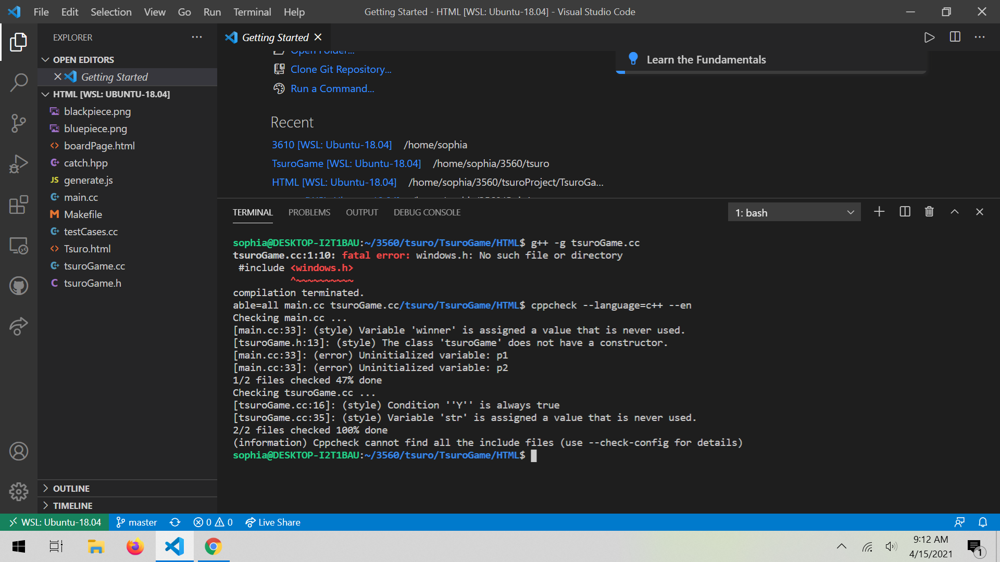 File Edit Selection View Go Run Terminal Help
Getting Started - HTML [WSL: Ubuntu-18.04] - Visual Studio Code
EXPLORER
OPEN EDITORS
Getting Started
HTML [WSL: UBUNTU-18.04]
blackpiece.png
bluepiece.png
boardPage.html
catch.hpp
JS generate.js
main.cc
M Makefile
testCases.cc
Tsuro.html
tsuroGame.cc
C tsuroGame.h
OUTLINE
TIMELINE
Getting Started
Open Folder...
Clone Git Repository...
Run a Command...
Learn the Fundamentals
Recent
3610 [WSL: Ubuntu-18.04] /home/sophia
TsuroGame [WSL: Ubuntu-18.04] /home/sophia/3560/tsuro
HTML [WSL: Ubuntu-18.04] /home/sophia/3560/tsuroProject/TsuroGa...
TERMINAL PROBLEMS OUTPUT DEBUG CONSOLE
1: bash
sophia@DESKTOP-I2T1BAU:~/3560/tsuro/TsuroGame/HTML$ g++ -g tsuroGame.cc
tsuroGame.cc:1:10: fatal error: windows.h: No such file or directory
#include <windows.h>
^~~~~~~~~~~
compilation terminated.
able=all main.cc tsuroGame.cc/tsuro/TsuroGame/HTML$ cppcheck --language=c++ --en
Checking main.cc ...
[main.cc:33]: (style) Variable 'winner' is assigned a value that is never used.
[tsuroGame.h:13]: (style) The class 'tsuroGame' does not have a constructor.
[main.cc:33]: (error) Uninitialized variable: p1
[main.cc:33]: (error) Uninitialized variable: p2
1/2 files checked 47% done
Checking tsuroGame.cc ...
[tsuroGame.cc:16]: (style) Condition ''Y'' is always true
[tsuroGame.cc:35]: (style) Variable 'str' is assigned a value that is never used.
2/2 files checked 100% done
(information) Cppcheck cannot find all the include files (use --check-config for details)
sophia@DESKTOP-I2T1BAU:~/3560/tsuro/TsuroGame/HTML$
WSL: Ubuntu-18.04 master 0 0 Live Share
9:12 AM
4/15/2021
1